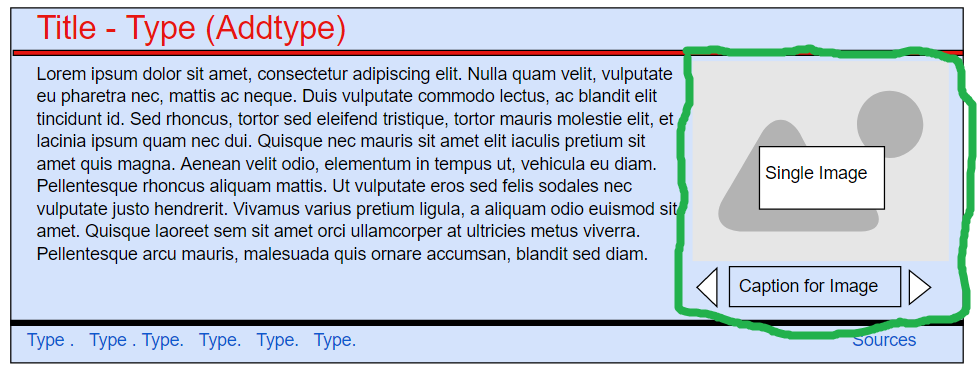 Title - Type (Addtype)
Lorem ipsum dolor sit amet, consectetur adipiscing elit. Nulla quam velit, vulputate
eu pharetra nec, mattis ac neque. Duis vulputate commodo lectus, ac blandit elit
tincidunt id. Sed rhoncus, tortor sed eleifend tristique, tortor mauris molestie elit, et
lacinia ipsum quam nec dui. Quisque nec mauris sit amet elit iaculis pretium sit
amet quis magna. Aenean velit odio, elementum in tempus ut, vehicula eu diam.
Pellentesque rhoncus aliquam mattis. Ut vulputate eros sed felis sodales nec
vulputate justo hendrerit. Vivamus varius pretium ligula, a aliquam odio euismod sit
amet. Quisque laoreet sem sit amet orci ullamcorper at ultricies metus viverra.
Pellentesque arcu mauris, malesuada quis ornare accumsan, blandit sed diam.
Single Image
Caption for Image
Type . Type . Type. Type. Type. Type.
Sources